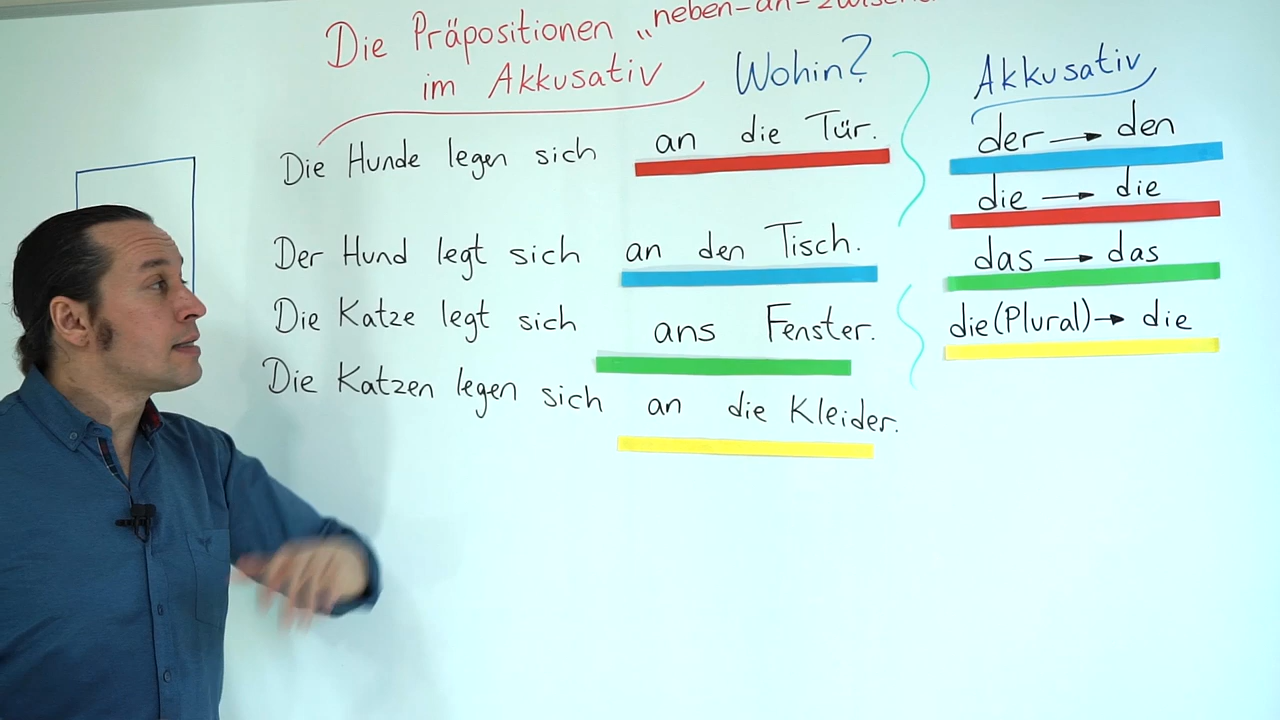 Die Präpositionen „neben-an-
im Akkusativ
Wohin?
Die Hunde legen sich an die Tür.
Der Hund legt sich an den Tisch.
Die Katze legt sich ans Fenster.
Die Katzen legen sich an die Kleider.
Akkusativ
der → den
die → die
das → das
die (Plural) → die